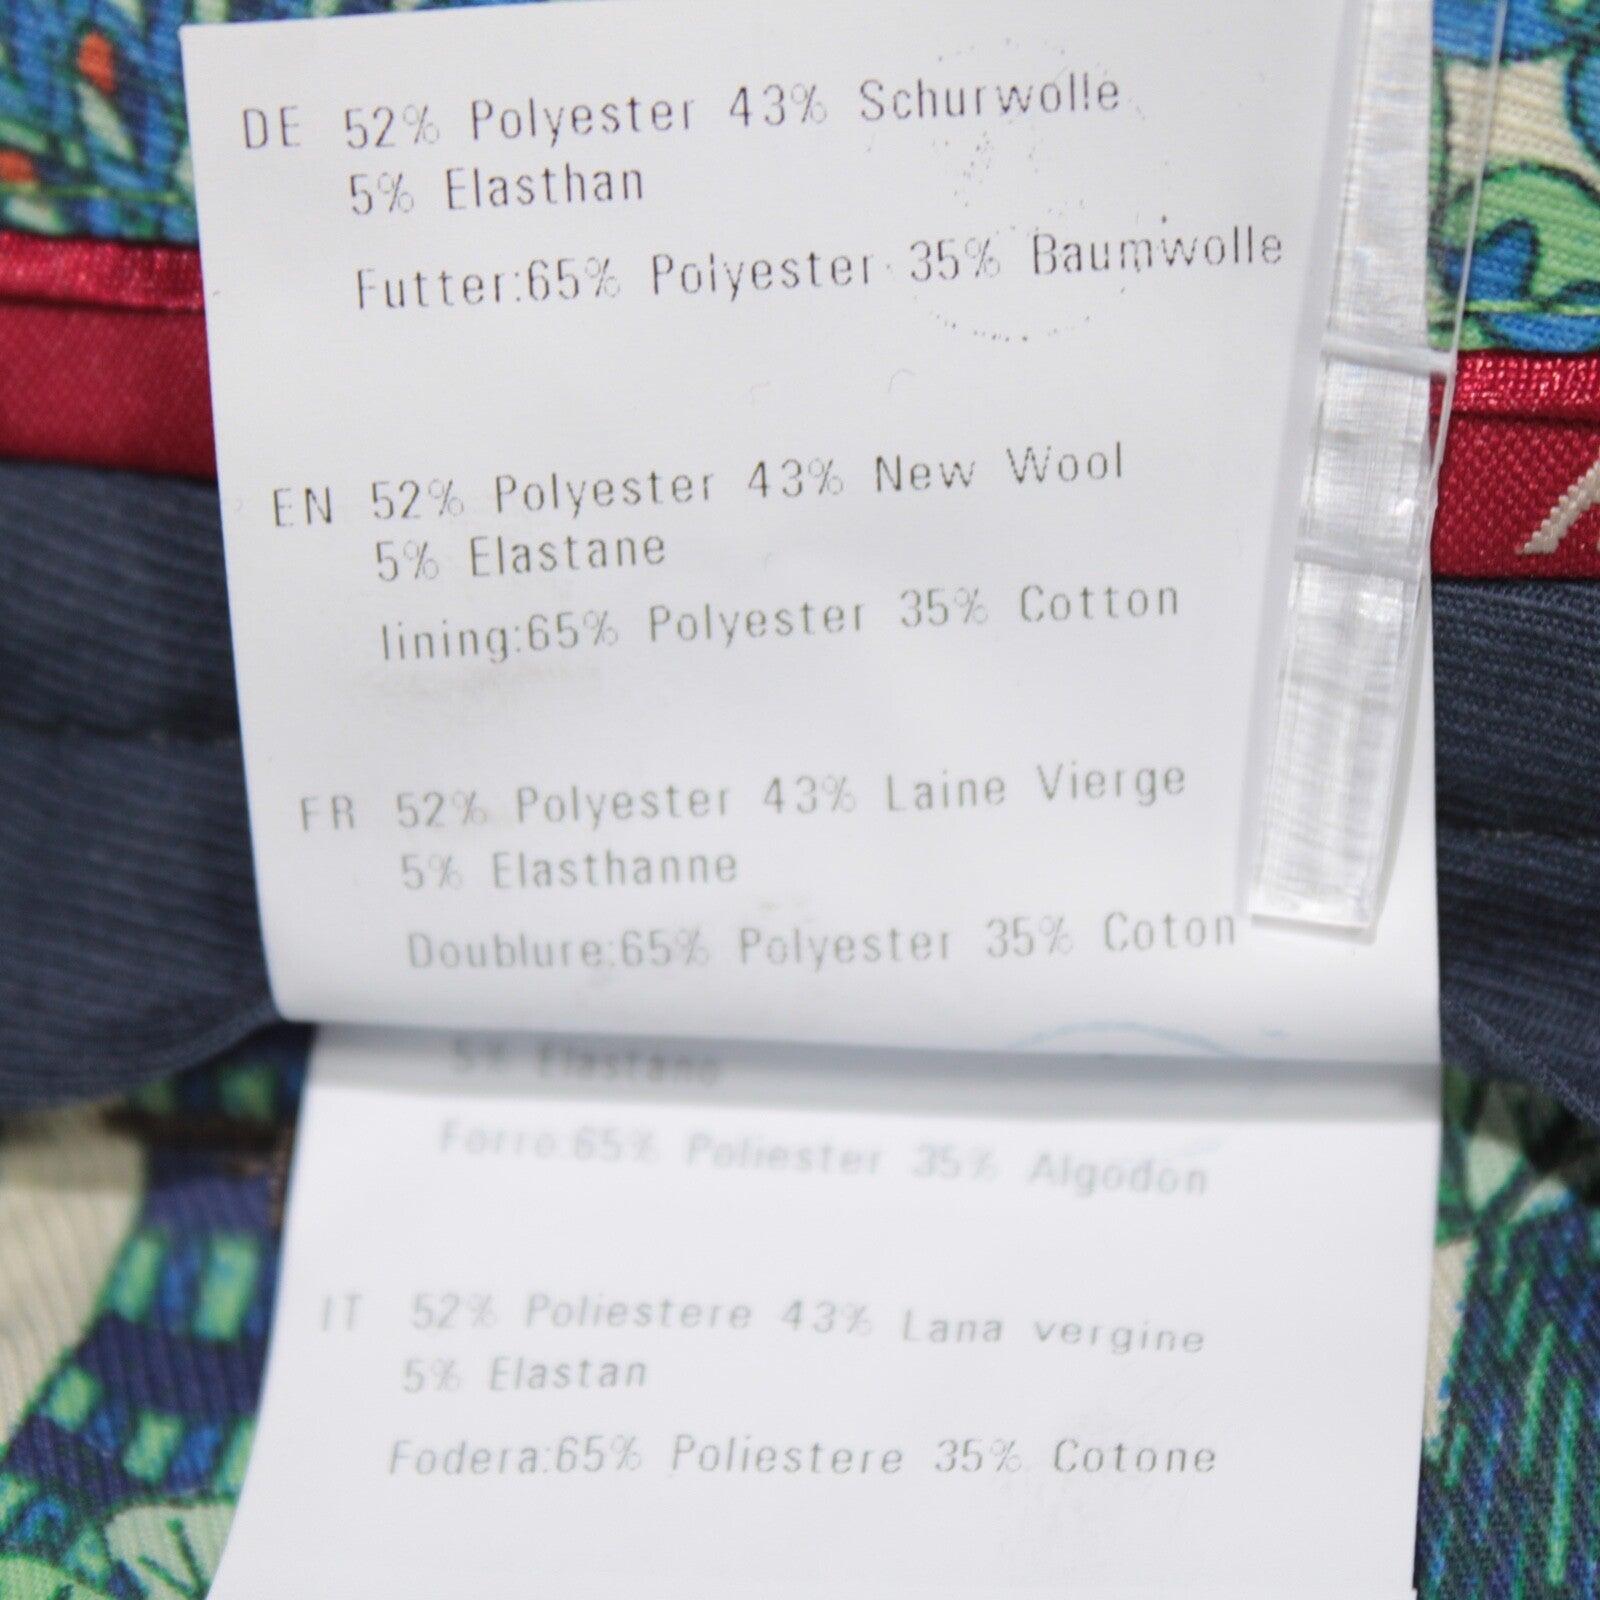 DE 52% Polyester 43% Schurwolle
5% Elasthan
Futter:65% Polyester 35% Baumwolle
EN 52% Polyester 43% New Wool
5% Elastane
lining:65% Polyester 35% Cotton
FR 52% Polyester 43% Laine Vierge
5% Elasthanne
Doublure:65% Polyester 35% Coton
5% Elastano
Forro:65% Poliester 35% Algodon
IT 52% Poliestere 43% Lana vergine
5% Elastan
Fodera:65% Poliestere 35% Cotone